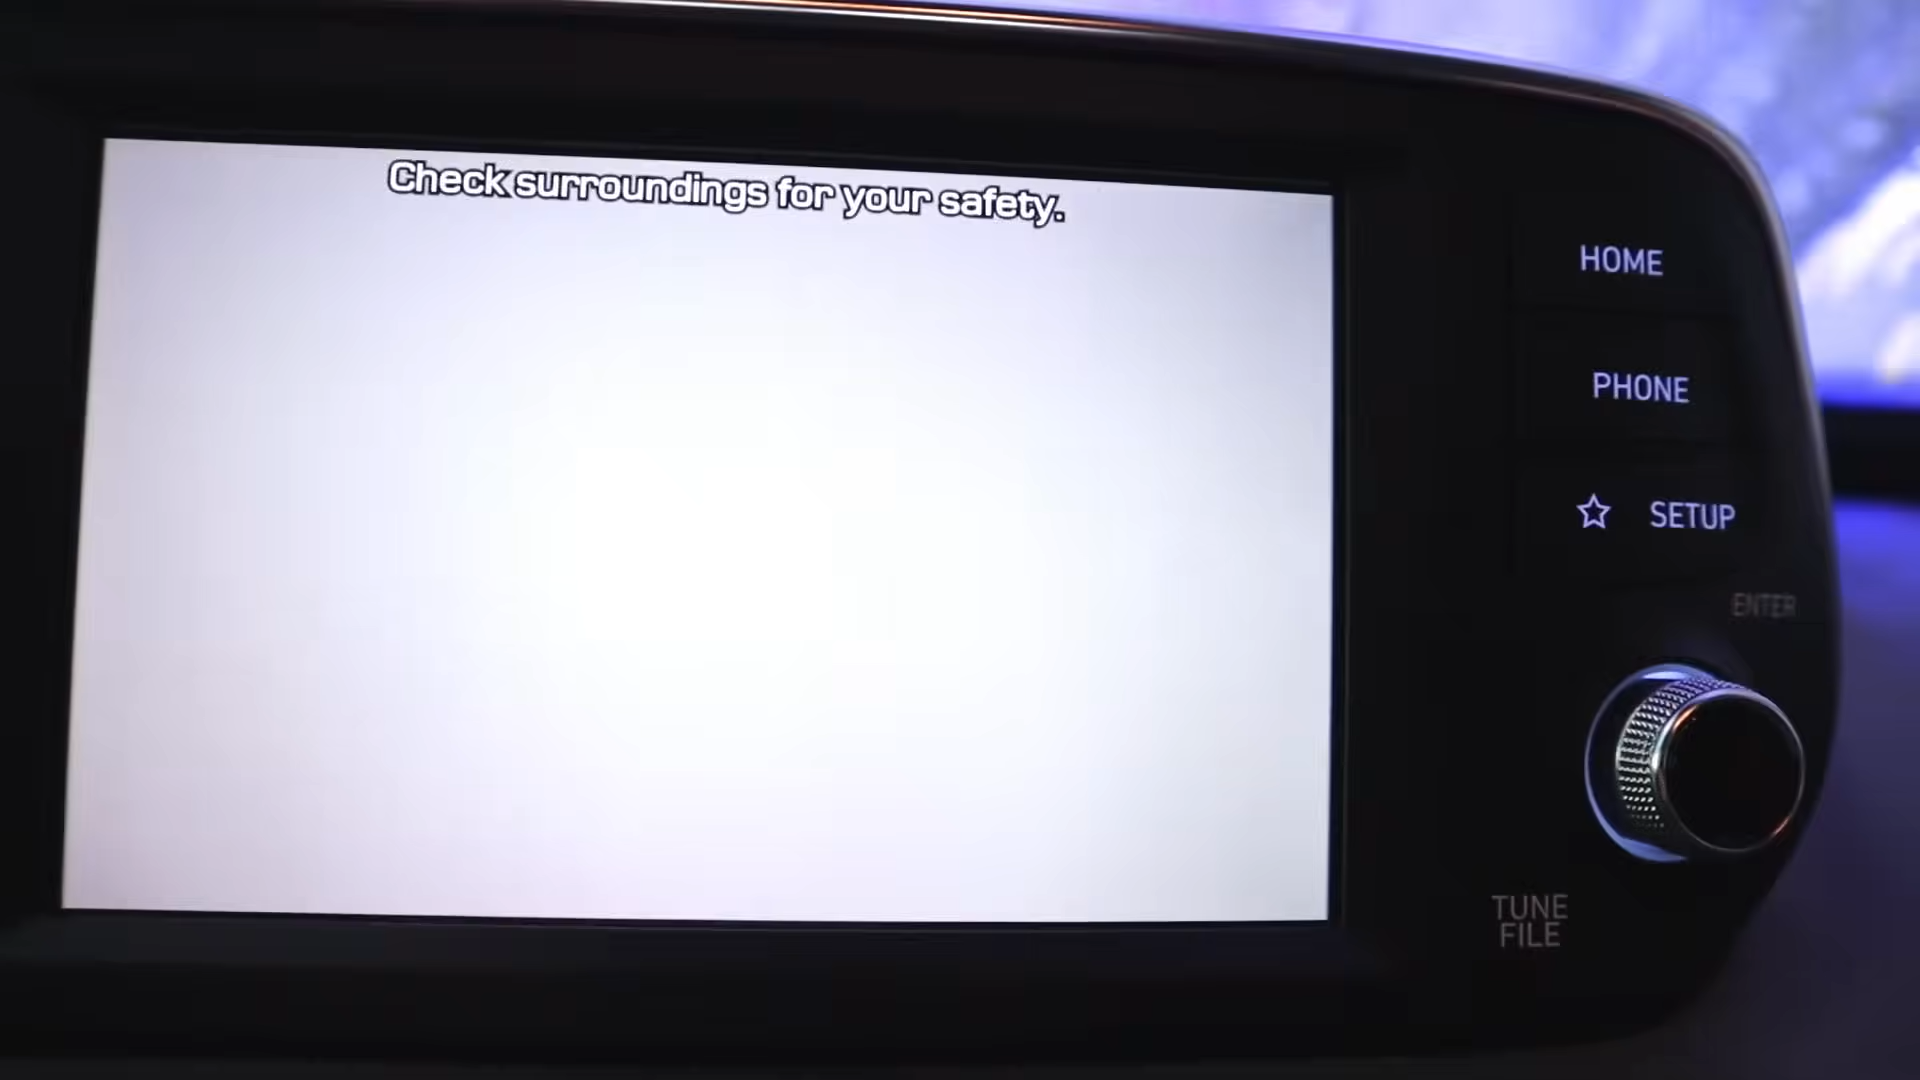 Check surroundings for your safety.
HOME
PHONE
SETUP
ENTER
TUNE
FILE